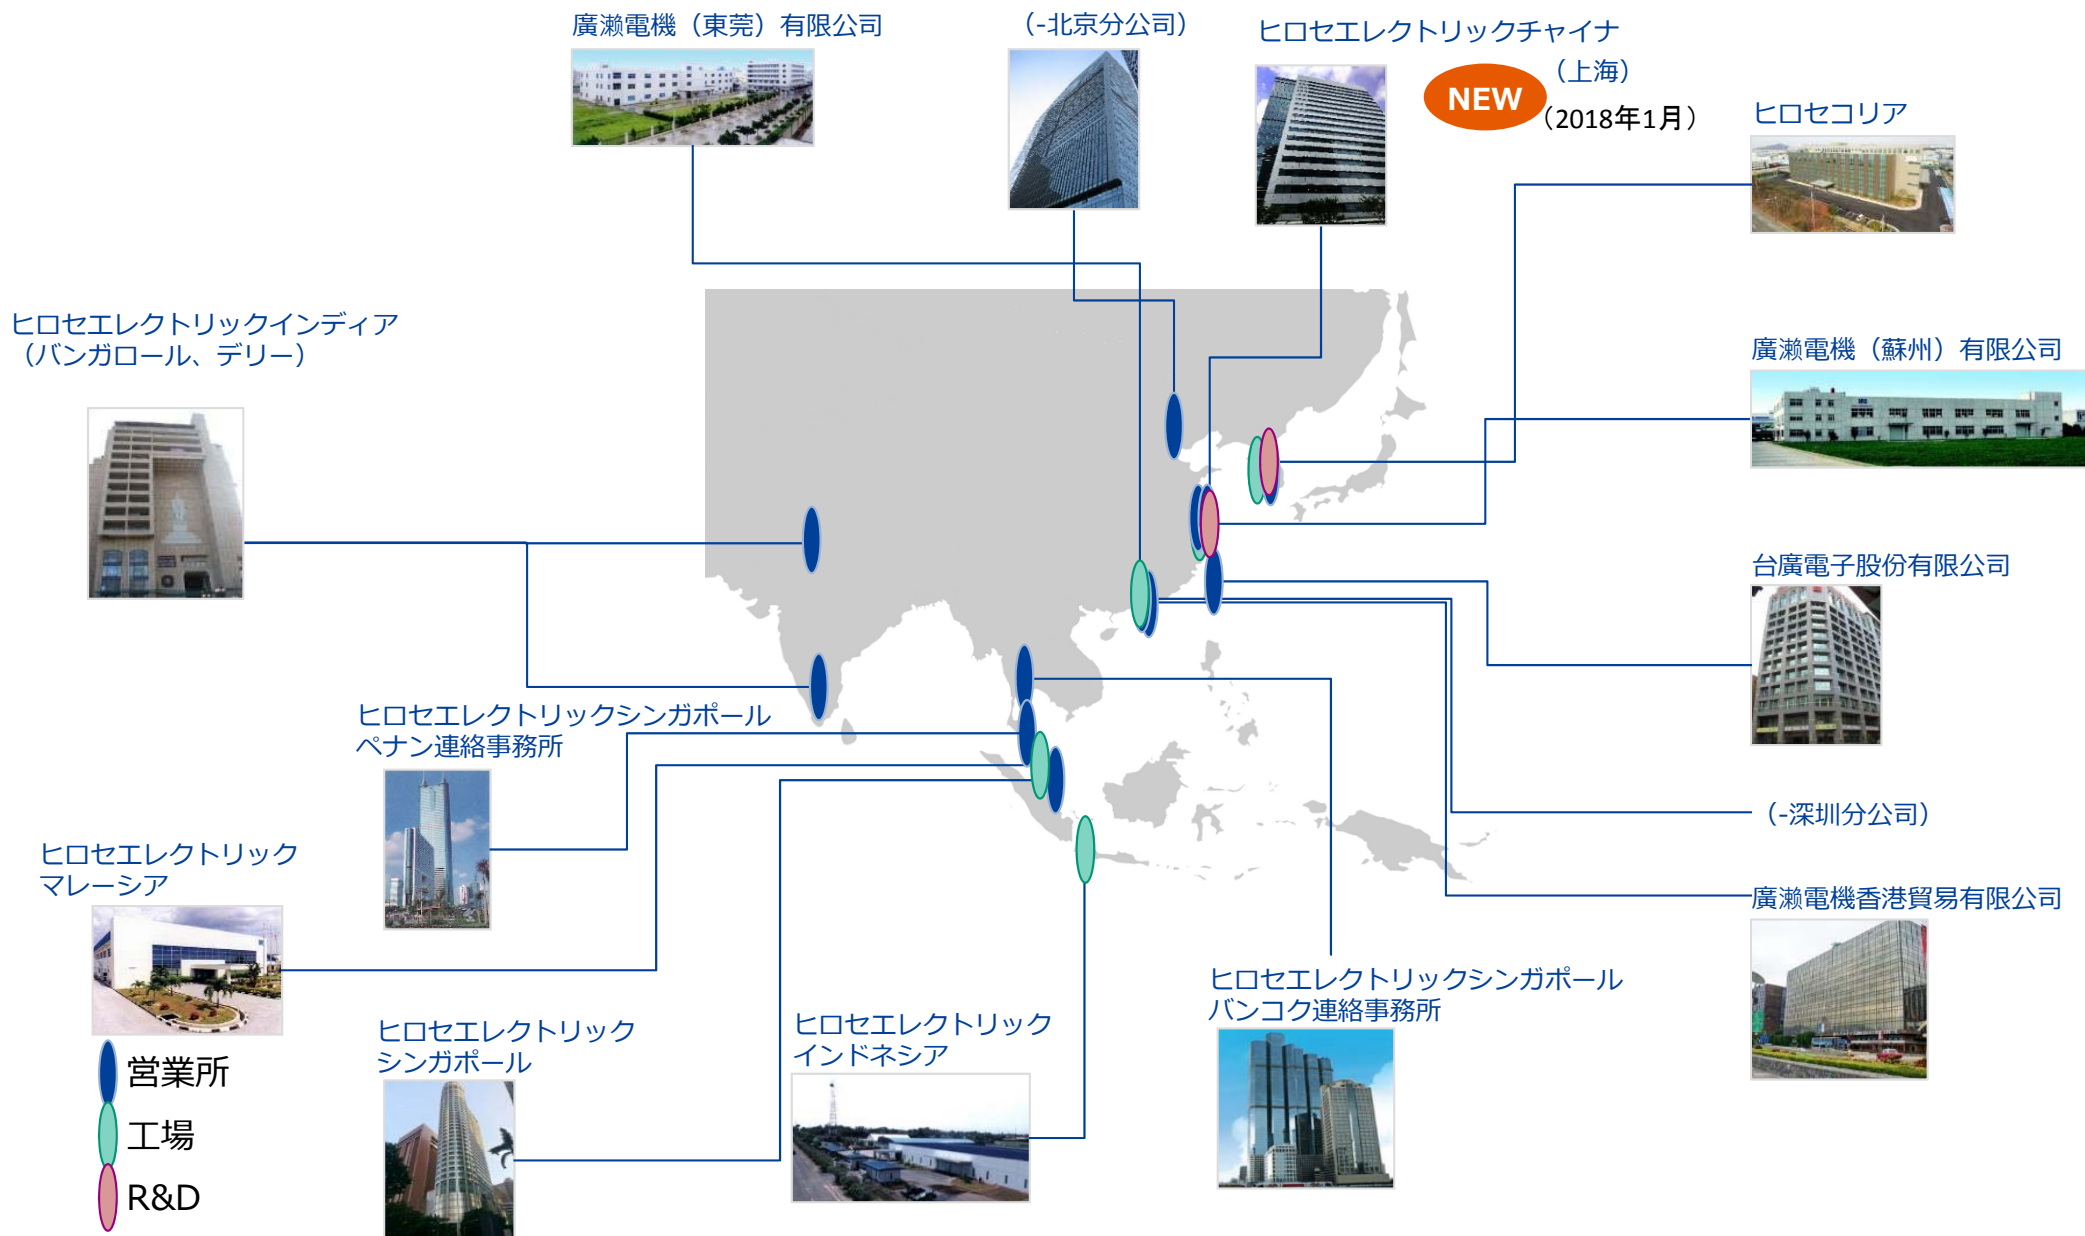 廣瀬電機（東莞）有限公司
（-北京分公司）
ヒロセエレクトリックチャイナ
（上海）
NEW
（2018年1月）
ヒロセコリア
ヒロセエレクトリックインディア
（バンガロール、デリー）
廣瀬電機（蘇州）有限公司
台廣電子股份有限公司
ヒロセエレクトリックシンガポール
ペナン連絡事務所
（-深圳分公司）
ヒロセエレクトリック
マレーシア
廣瀬電機香港貿易有限公司
ヒロセエレクトリックシンガポール
バンコク連絡事務所
ヒロセエレクトリック
シンガポール
ヒロセエレクトリック
インドネシア
営業所
工場
R&D